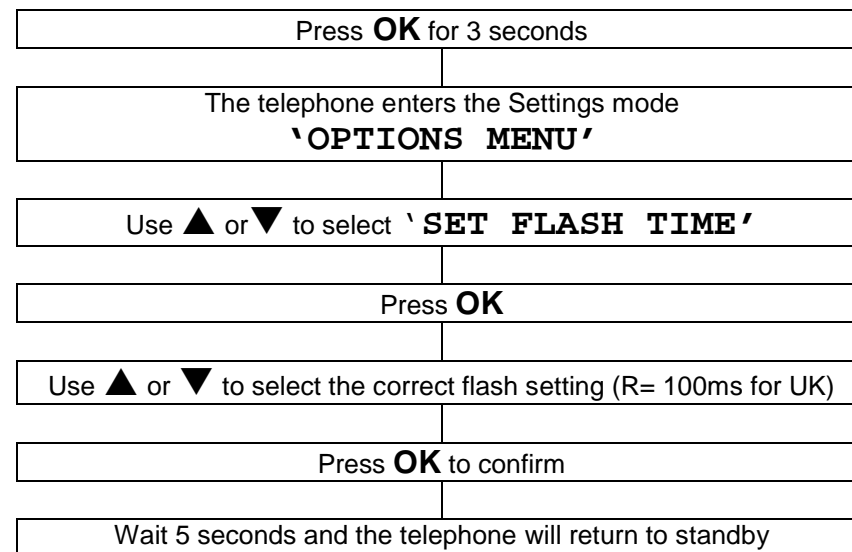 Press OK for 3 seconds
The telephone enters the Settings mode
‘OPTIONS MENU’
Use ▲ or ▼ to select ‘SET FLASH TIME’
Press OK
Use ▲ or ▼ to select the correct flash setting (R= 100ms for UK)
Press OK to confirm
Wait 5 seconds and the telephone will return to standby